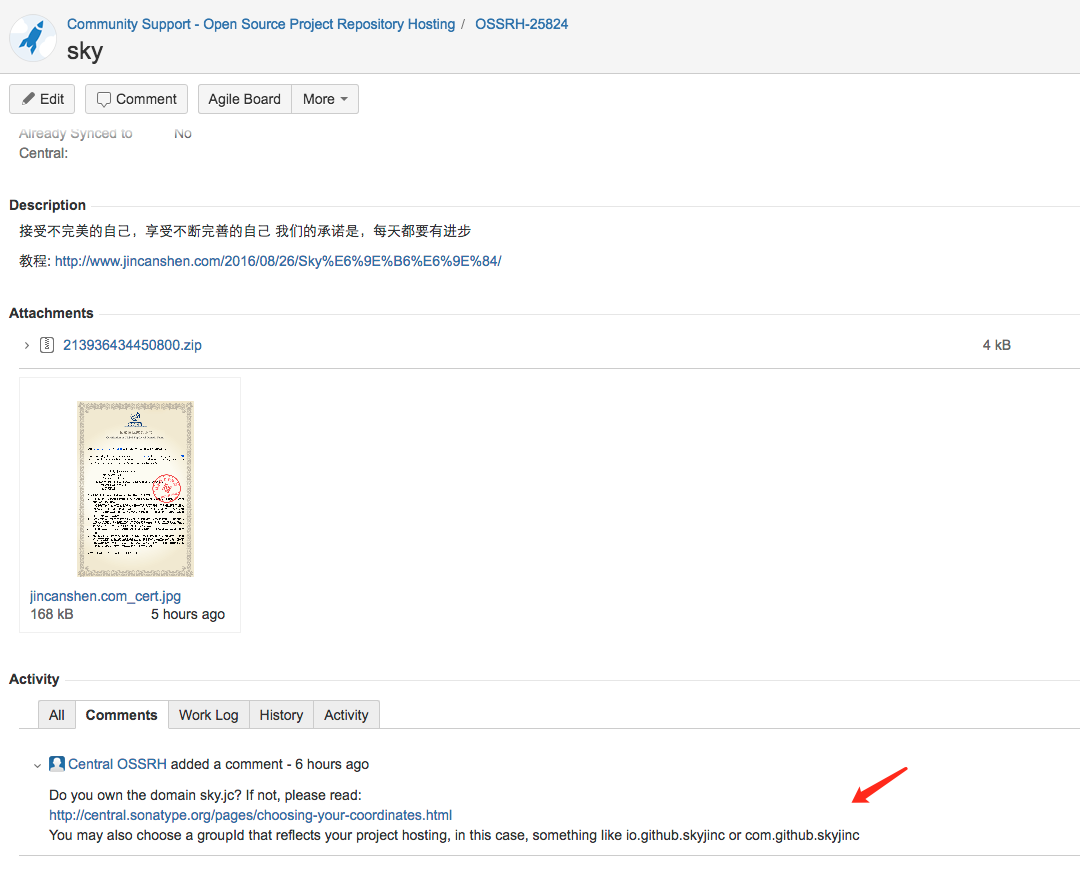 Community Support - Open Source Project Repository Hosting / OSSRH-25824
sky
Edit Comment Agile Board More
Already Synced to Central: No
Description
接受不完美的自己，享受不断完善的自己 我们的承诺是，每天都要有进步
教程: http://www.jincanshen.com/2016/08/26/Sky%E6%9E%B6%E6%9E%84/
Attachments
213936434450800.zip 4 kB
jincanshen.com_cert.jpg
168 kB 5 hours ago
Activity
All Comments Work Log History Activity
Central OSSRH added a comment - 6 hours ago
Do you own the domain sky.jc? If not, please read:
http://central.sonatype.org/pages/choosing-your-coordinates.html
You may also choose a groupId that reflects your project hosting, in this case, something like io.github.skyjinc or com.github.skyjinc